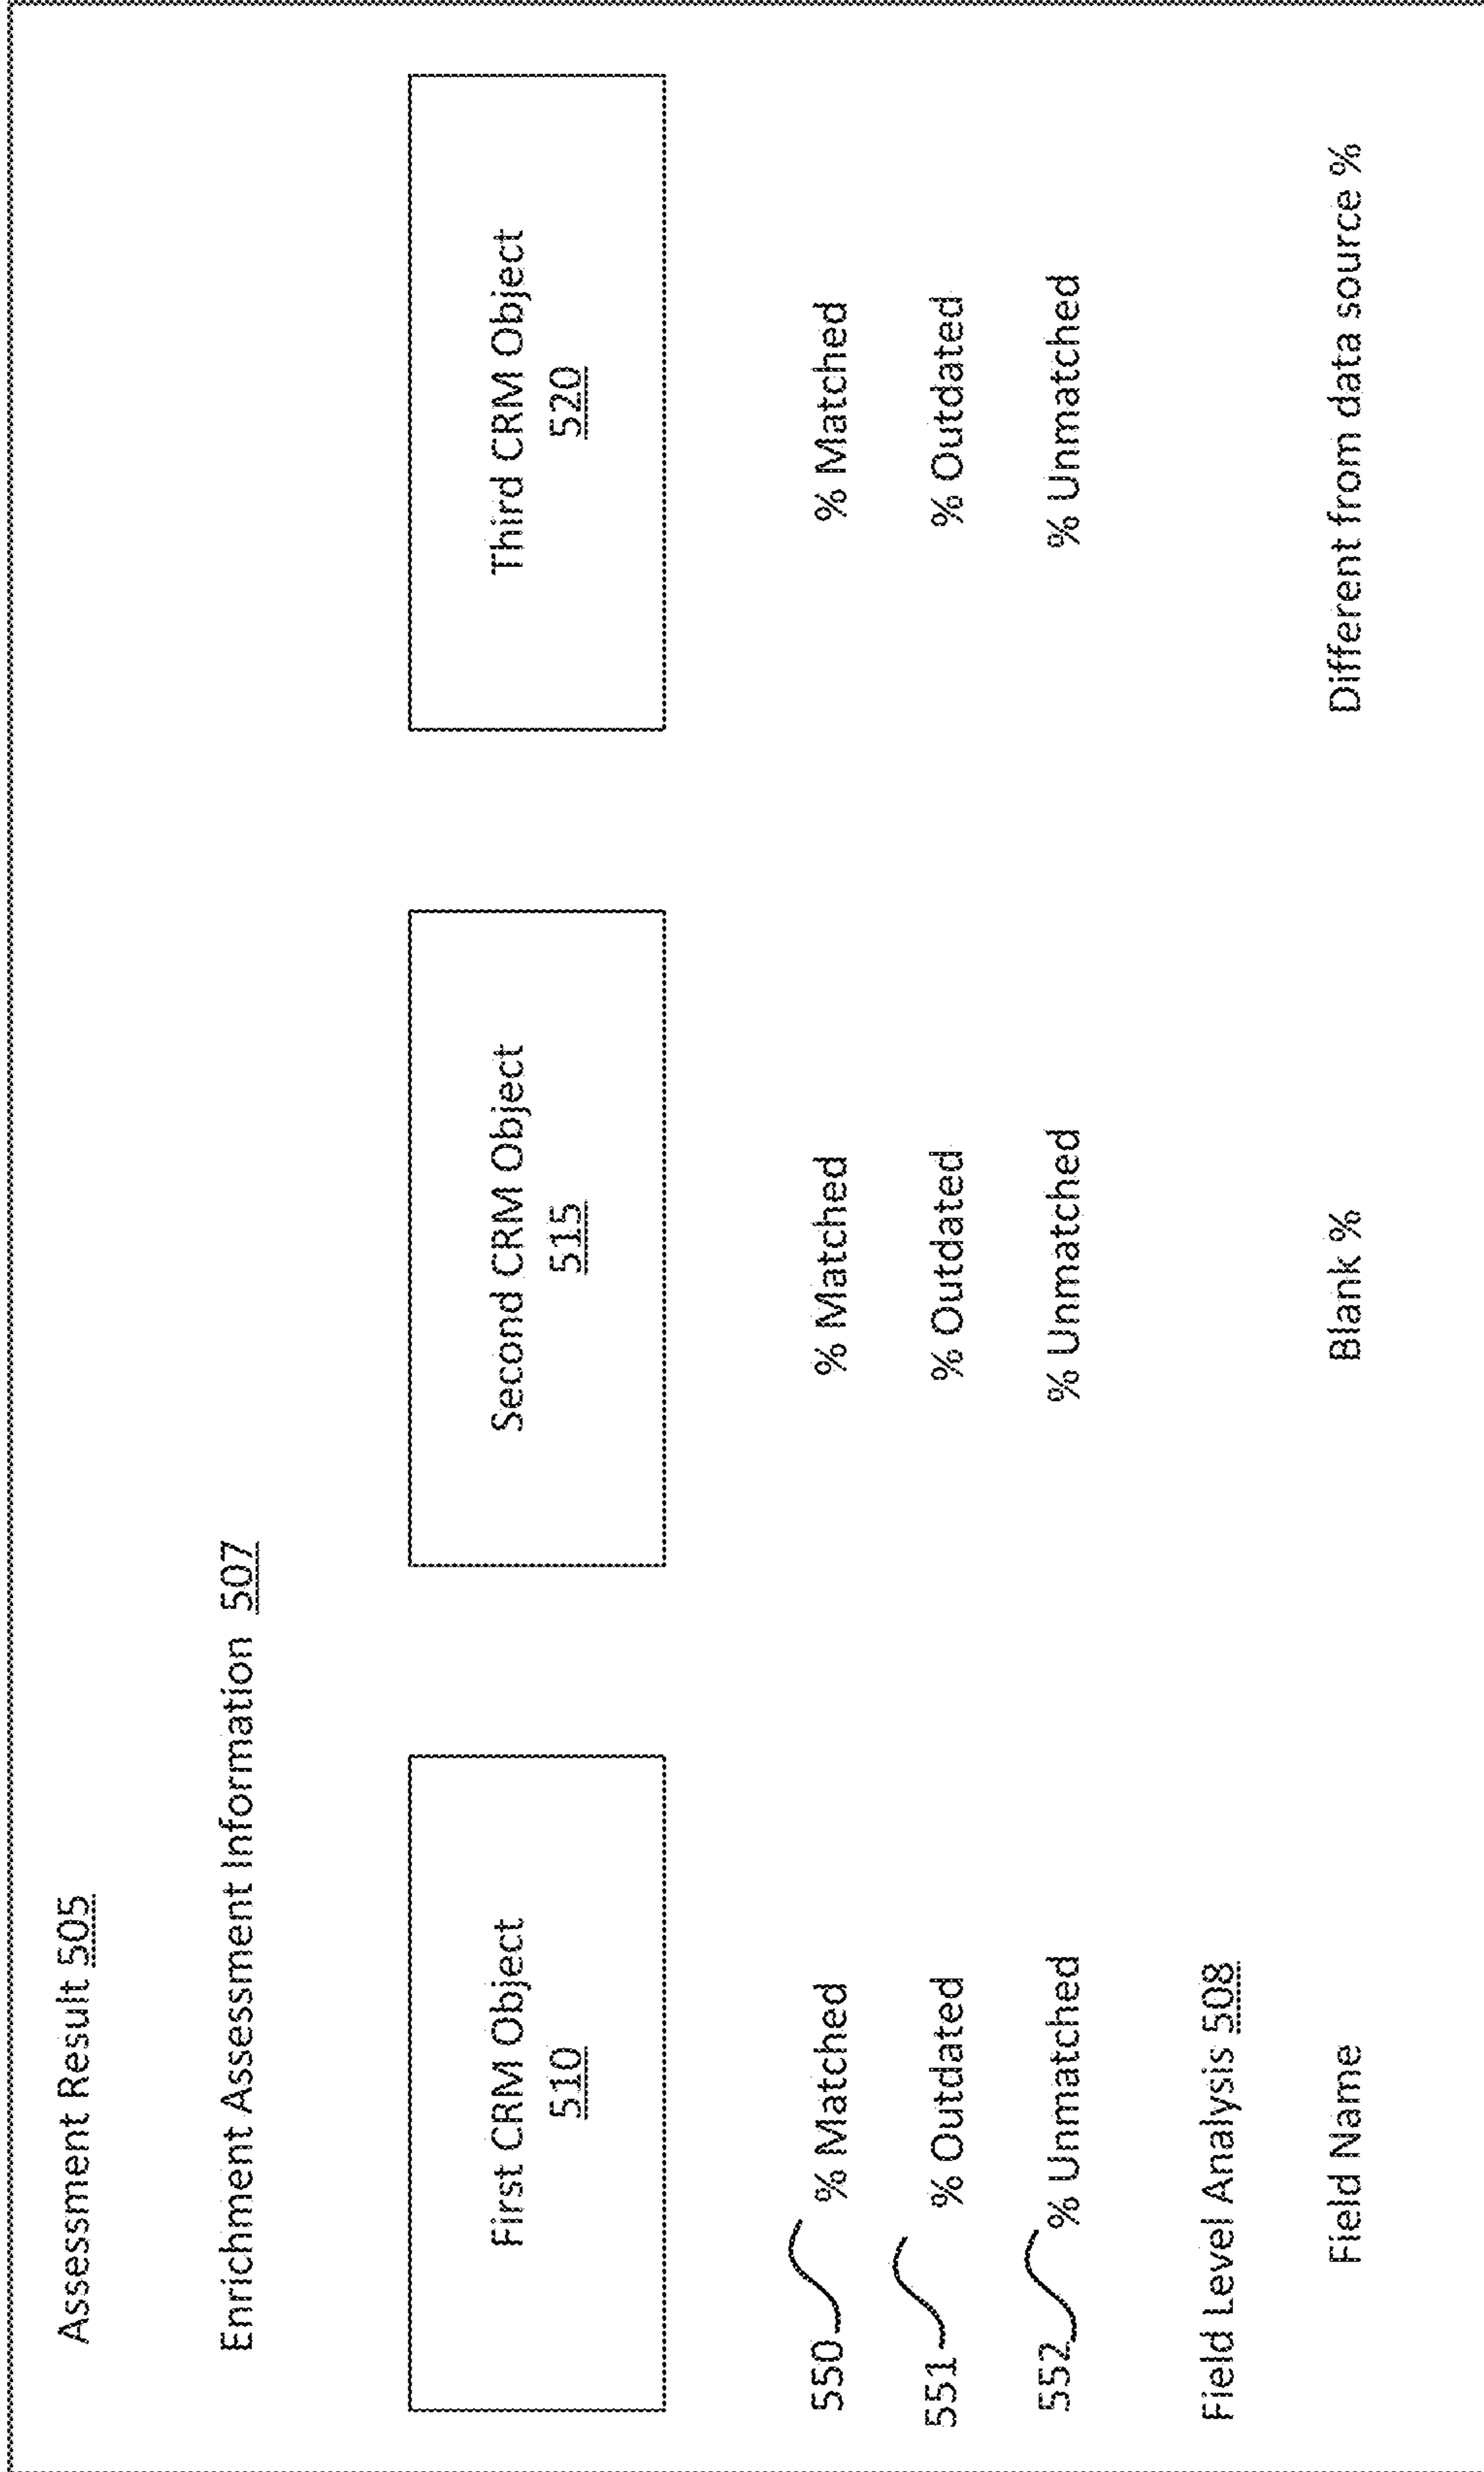 Assessment Result 505
Enrichment Assessment Information 507
First CRM Object
510
Second CRM Object
515
Third CRM Object
520
550 % Matched % Matched % Matched
551 % Outdated % Outdated % Outdated
552 % Unmatched % Unmatched % Unmatched
Field Level Analysis 508
Field Name Blank % Different from data source %